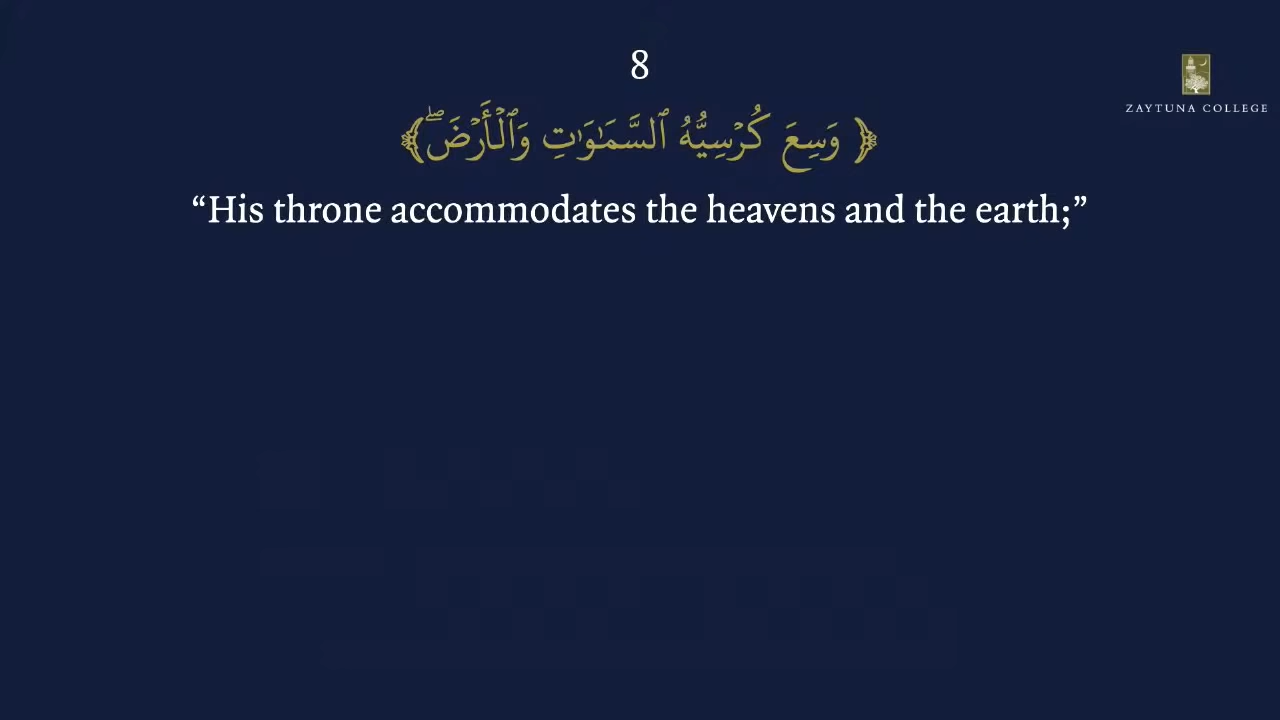 8
ZAYTUNA COLLEGE
﴿ وَسِعَ كُرْسِيُّهُ ٱلسَّمَـٰوَٰتِ وَٱلْأَرْضَ ۖ﴾
“His throne accommodates the heavens and the earth;”